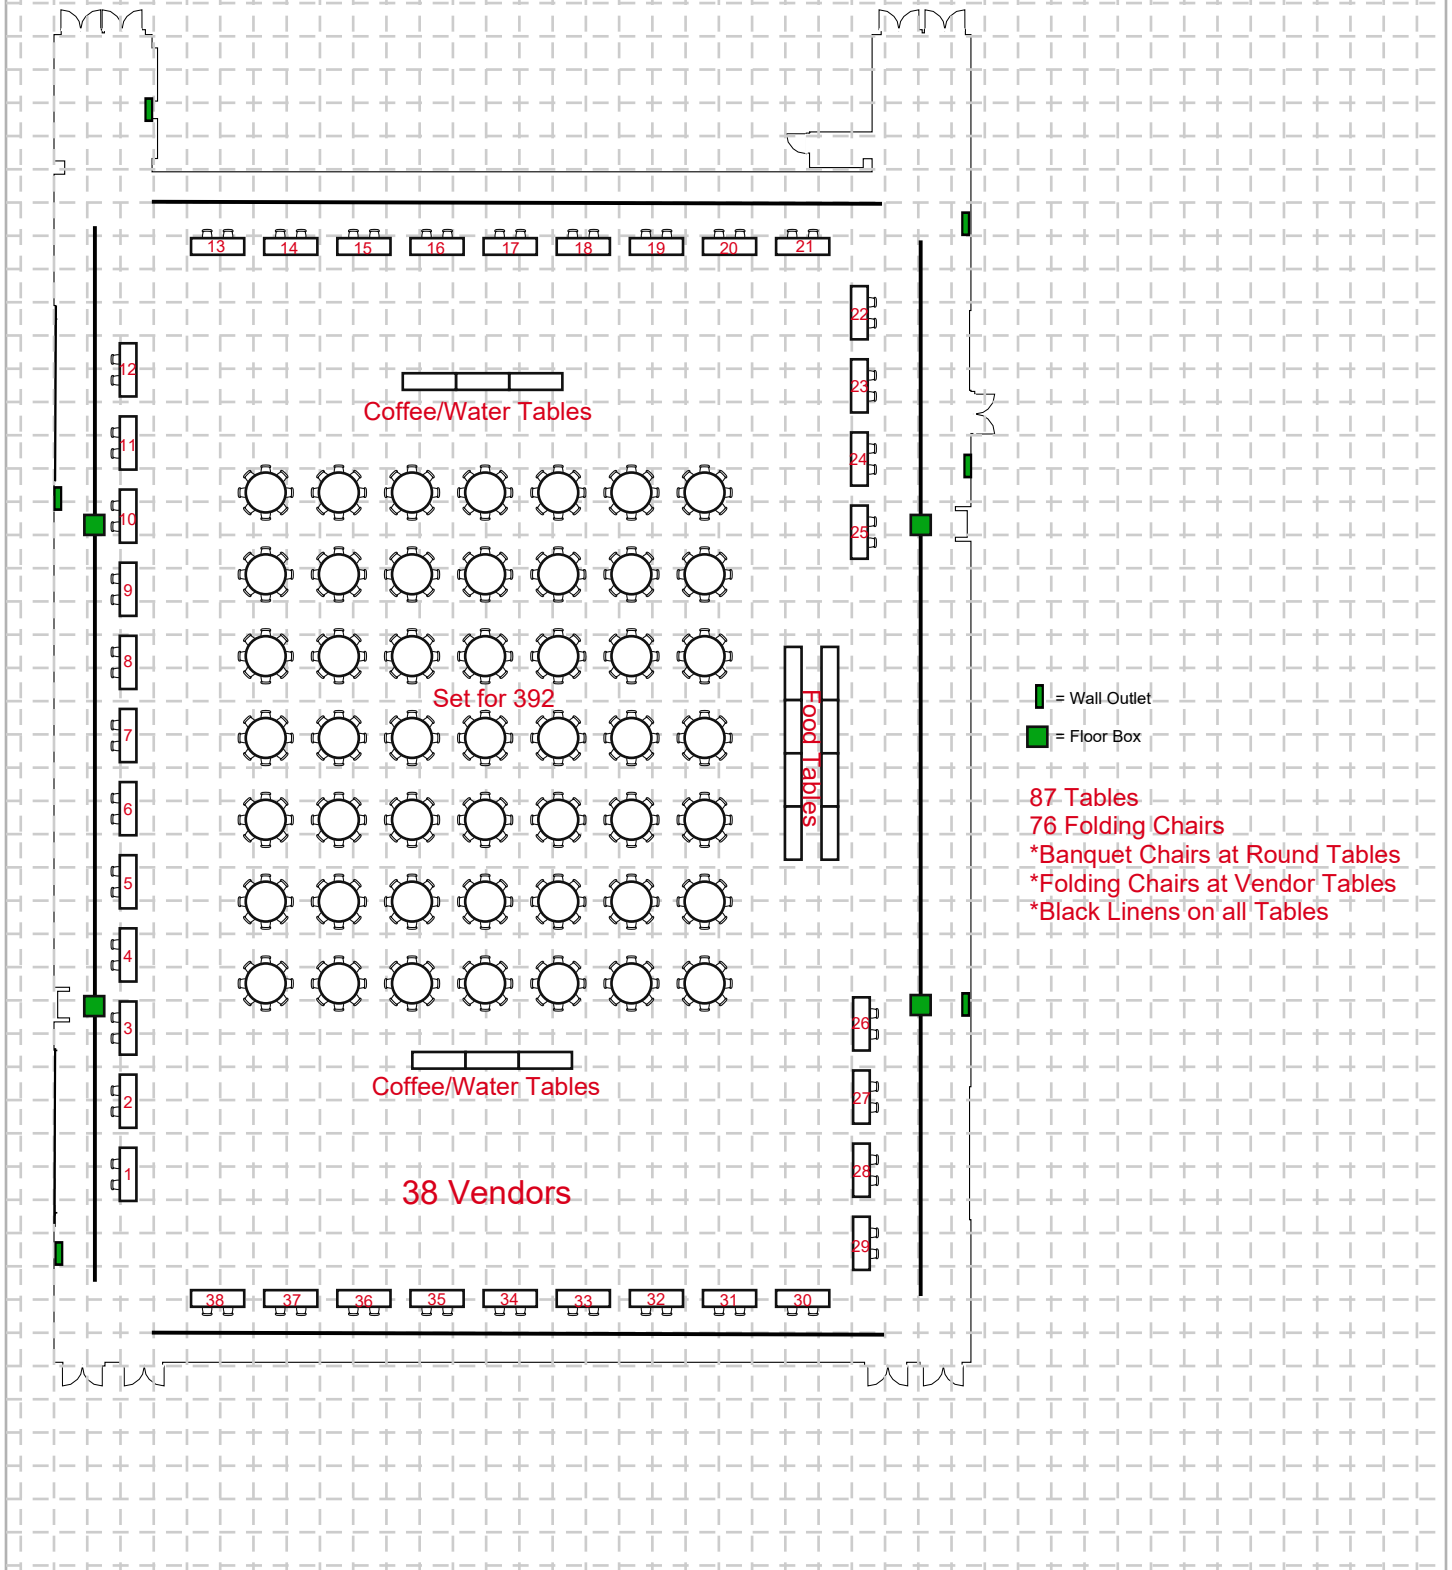 13 14 15 16 17 18 19 20 21
22
12
23
Coffee/Water Tables
11
24
10
25
9
8
Set for 392
Food Tables
7
6
5
4
3
26
2
27
Coffee/Water Tables
1
28
38 Vendors
29
38 37 36 35 34 33 32 31 30
= Wall Outlet
= Floor Box
87 Tables
76 Folding Chairs
*Banquet Chairs at Round Tables
*Folding Chairs at Vendor Tables
*Black Linens on all Tables